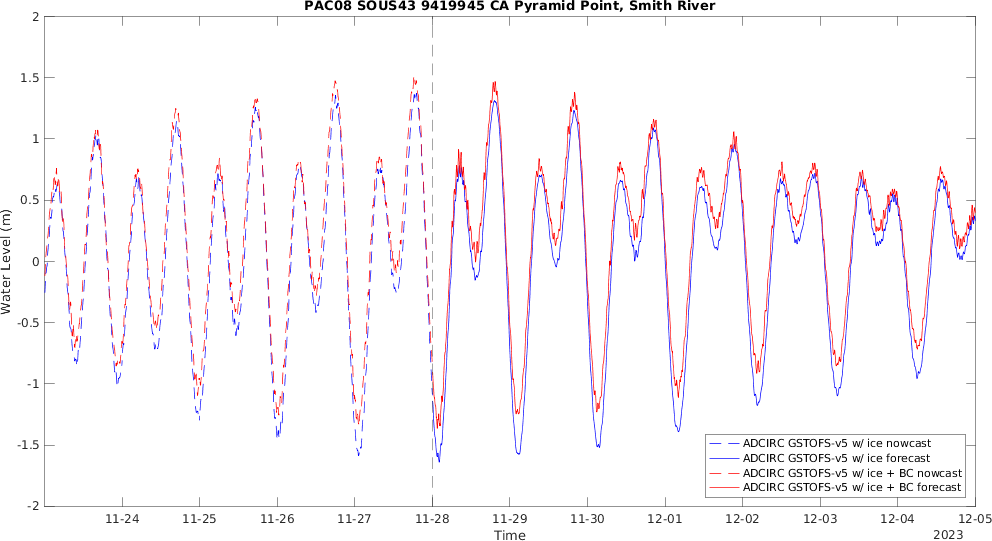 PAC08 SOUS43 9419945 CA Pyramid Point, Smith River
2
1.5
1
0.5
0
-0.5
-1
-1.5
-2
Water Level (m)
11-24 11-25 11-26 11-27 11-28 11-29 11-30 12-01 12-02 12-03 12-04 12-05
Time
2023
ADCIRC GSTOFS-v5 w/ ice nowcast
ADCIRC GSTOFS-v5 w/ ice forecast
ADCIRC GSTOFS-v5 w/ ice + BC nowcast
ADCIRC GSTOFS-v5 w/ ice + BC forecast